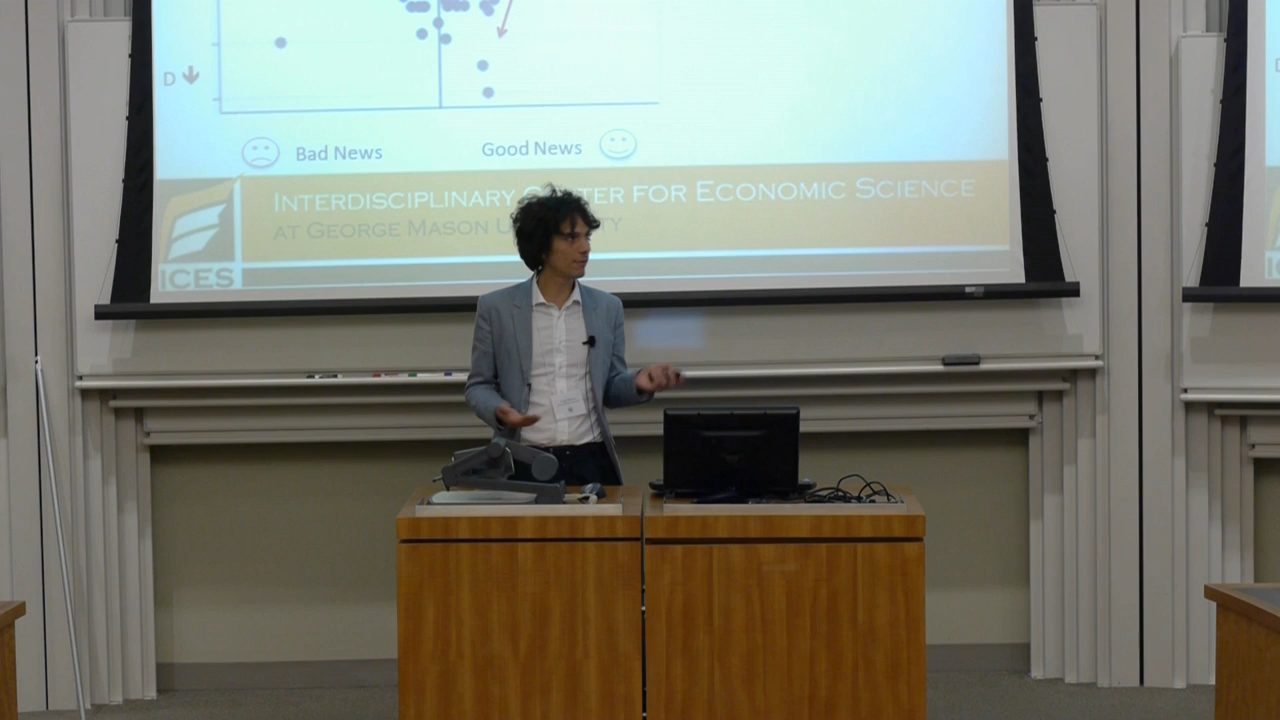 D
Bad News
Good News
INTERDISCIPLINARY CENTER FOR ECONOMIC SCIENCE
AT GEORGE MASON UNIVERSITY
ICES